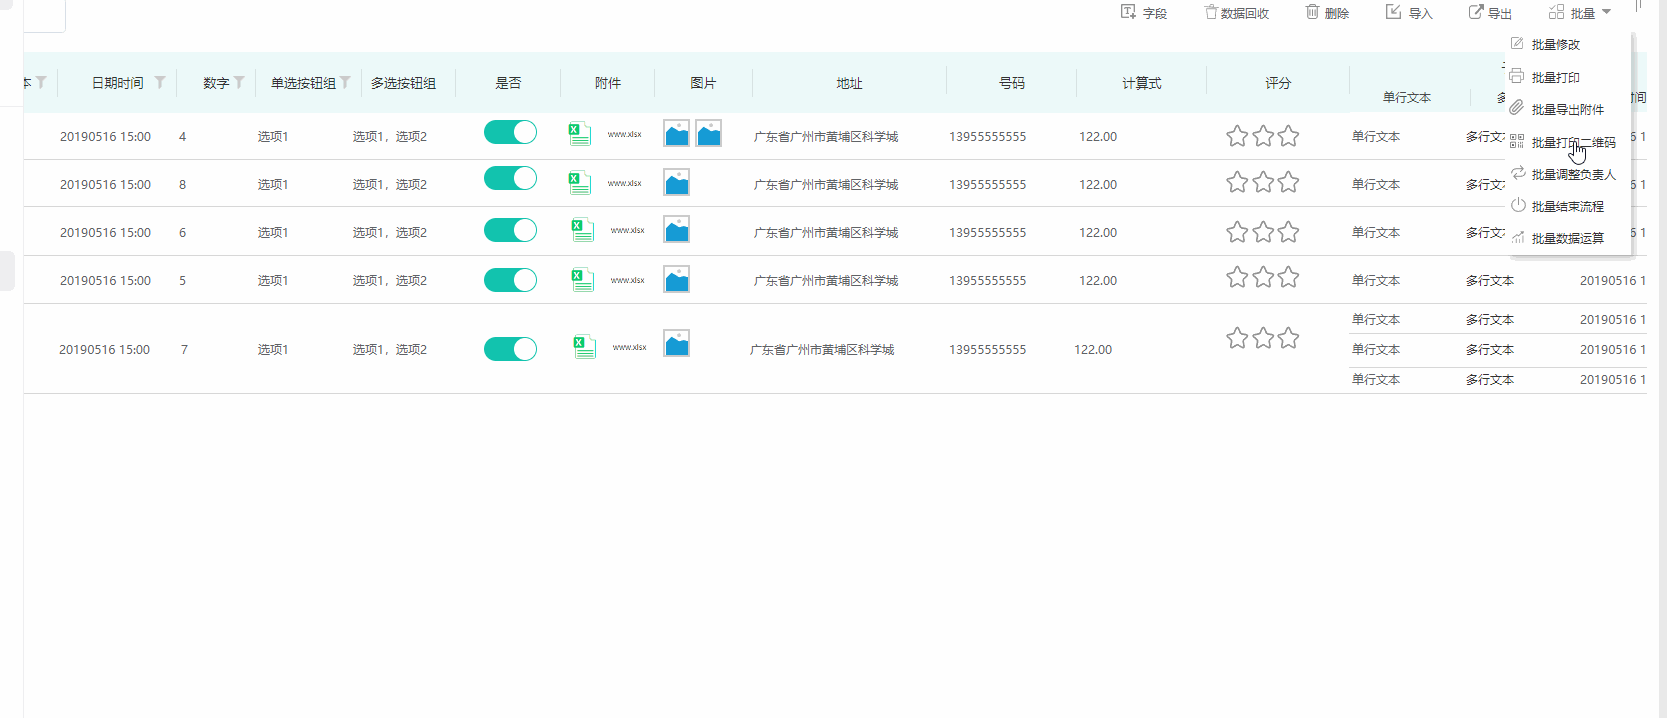 字段 数据回收 删除 导入 导出 批量
批量修改
批量打印
批量导出附件
批量打印二维码
批量调整负责人
批量结束流程
批量数据运算
本 日期时间 数字 单选按钮组 多选按钮组 是否 附件 图片 地址 号码 计算式 评分
单行文本 多 时间
20190516 15:00 4 选项1 选项1，选项2 www.xlsx 广东省广州市黄埔区科学城 13955555555 122.00 单行文本 多行文 6 1
20190516 15:00 8 选项1 选项1，选项2 www.xlsx 广东省广州市黄埔区科学城 13955555555 122.00 单行文本 多行文 6 1
20190516 15:00 6 选项1 选项1，选项2 www.xlsx 广东省广州市黄埔区科学城 13955555555 122.00 单行文本 多行文 6 1
20190516 15:00 5 选项1 选项1，选项2 www.xlsx 广东省广州市黄埔区科学城 13955555555 122.00 单行文本 多行文本 20190516 1
单行文本 多行文本 20190516 1
20190516 15:00 7 选项1 选项1，选项2 www.xlsx 广东省广州市黄埔区科学城 13955555555 122.00 单行文本 多行文本 20190516 1
单行文本 多行文本 20190516 1